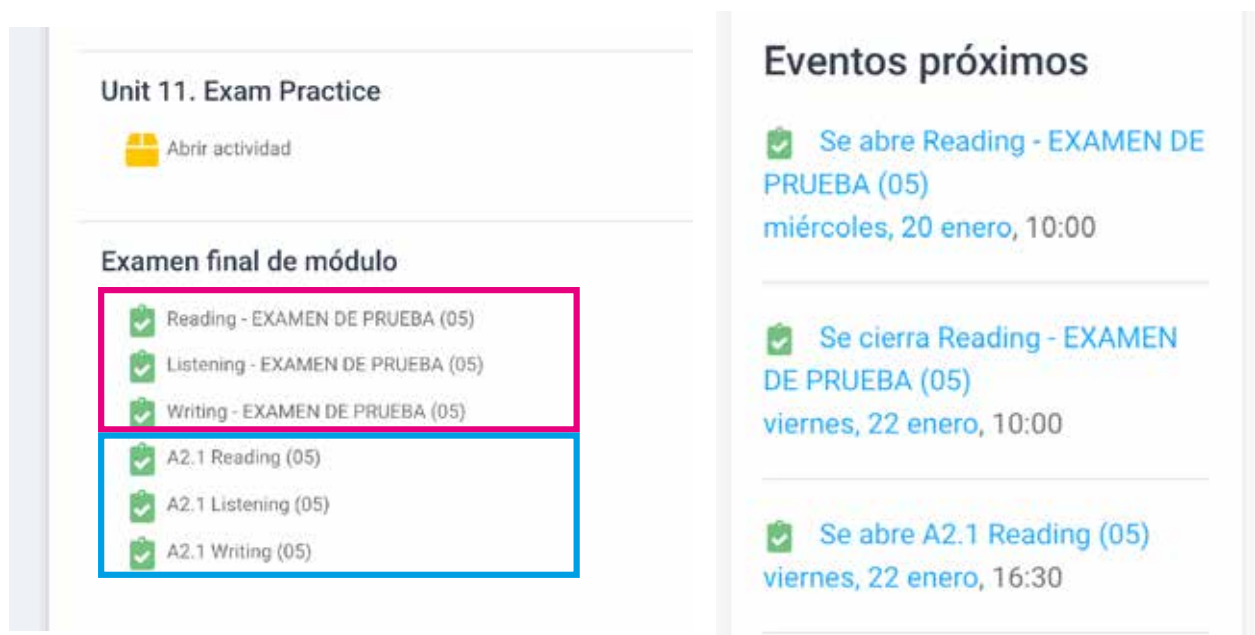 Unit 11. Exam Practice
Abrir actividad
Examen final de módulo
Reading - EXAMEN DE PRUEBA (05)
Listening - EXAMEN DE PRUEBA (05)
Writing - EXAMEN DE PRUEBA (05)
A2.1 Reading (05)
A2.1 Listening (05)
A2.1 Writing (05)
Eventos próximos
Se abre Reading - EXAMEN DE
PRUEBA (05)
miércoles, 20 enero, 10:00
Se cierra Reading - EXAMEN
DE PRUEBA (05)
viernes, 22 enero, 10:00
Se abre A2.1 Reading (05)
viernes, 22 enero, 16:30